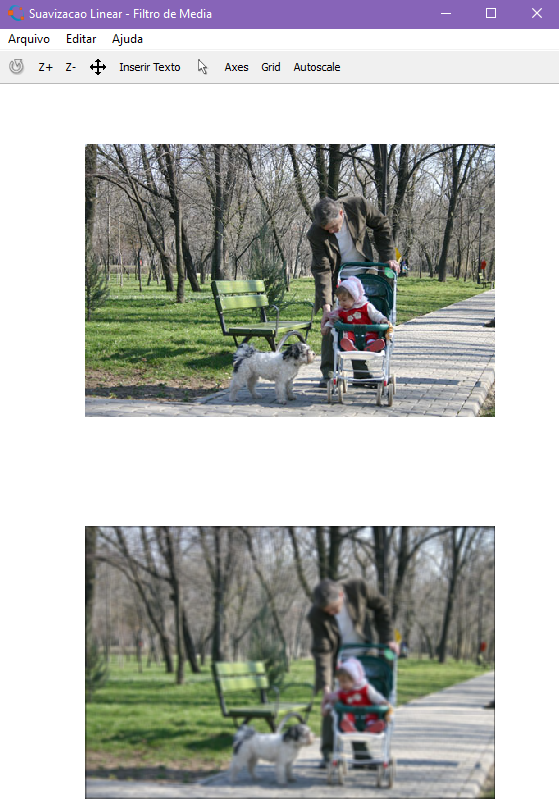 Suavizacao Linear - Filtro de Media
Arquivo Editar Ajuda
Z+ Z- Inserir Texto Axes Grid Autoscale